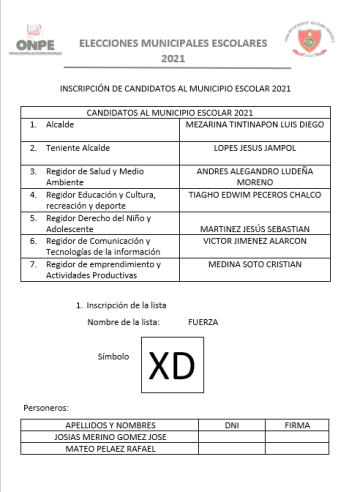 ONPE
ELECCIONES MUNICIPALES ESCOLARES
2021
INSCRIPCIÓN DE CANDIDATOS AL MUNICIPIO ESCOLAR 2021
CANDIDATOS AL MUNICIPIO ESCOLAR 2021
1. Alcalde MEZARINA TINTINAPON LUIS DIEGO
2. Teniente Alcalde LOPES JESUS JAMPOL
3. Regidor de Salud y Medio ANDRES ALEGANDRO LUDEÑA
Ambiente MORENO
4. Regidor Educación y Cultura, TIAGHO EDWIM PECEROS CHALCO
recreación y deporte
5. Regidor Derecho del Niño y
Adolescente MARTINEZ JESÚS SEBASTIAN
6. Regidor de Comunicación y VICTOR JIMENEZ ALARCON
Tecnologías de la información
7. Regidor de emprendimiento y MEDINA SOTO CRISTIAN
Actividades Productivas
1. Inscripción de la lista
Nombre de la lista: FUERZA
Símbolo
XD
Personeros:
APELLIDOS Y NOMBRES DNI FIRMA
JOSIAS MERINO GOMEZ JOSE
MATEO PELAEZ RAFAEL